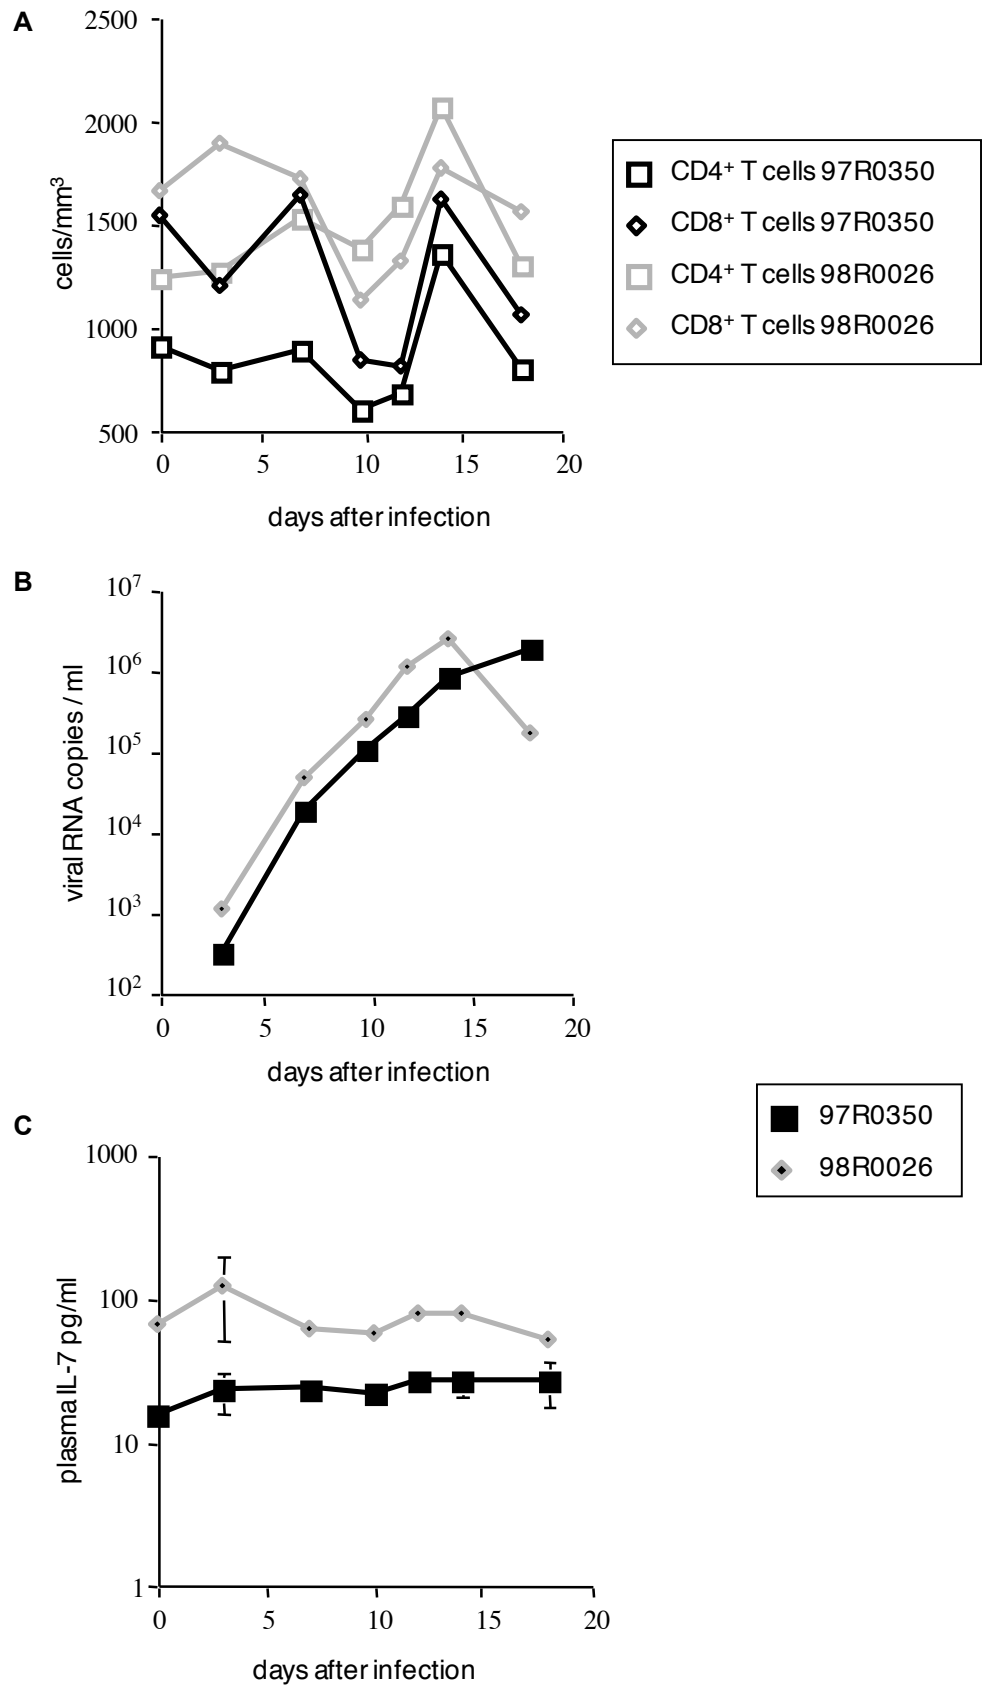 A
2500
2000
1500
1000
500
cells/mm³
0 5 10 15 20
days after infection
CD4⁺ T cells 97R0350
CD8⁺ T cells 97R0350
CD4⁺ T cells 98R0026
CD8⁺ T cells 98R0026
B
10⁷
10⁶
10⁵
10⁴
10³
10²
viral RNA copies / ml
0 5 10 15 20
days after infection
97R0350
98R0026
C
1000
100
10
1
plasma IL-7 pg/ml
0 5 10 15 20
days after infection